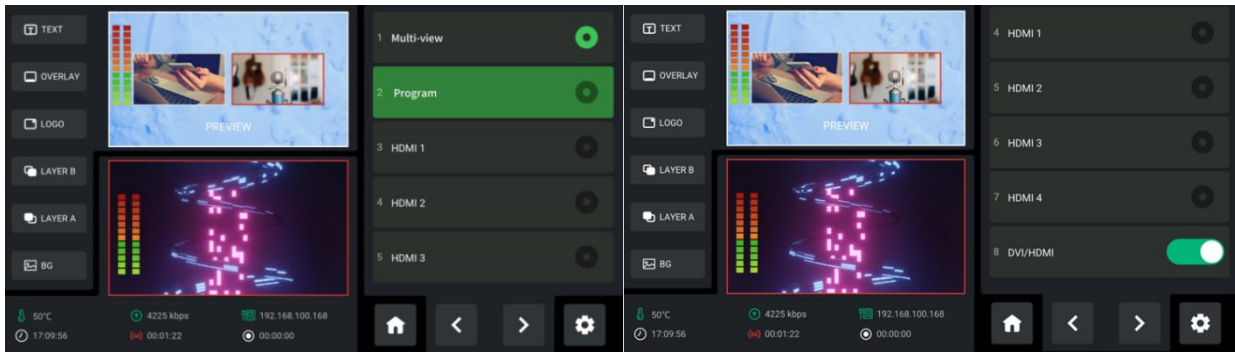 TEXT
OVERLAY
LOGO
LAYER B
LAYER A
BG
PREVIEW
50°C
4225 kbps
192.168.100.168
17:09:56
00:01:22
00:00:00
1 Multi-view
2 Program
3 HDMI 1
4 HDMI 2
5 HDMI 3
TEXT
OVERLAY
LOGO
LAYER B
LAYER A
BG
PREVIEW
50°C
4225 kbps
192.168.100.168
17:09:56
00:01:22
00:00:00
4 HDMI 1
5 HDMI 2
6 HDMI 3
7 HDMI 4
8 DVI/HDMI